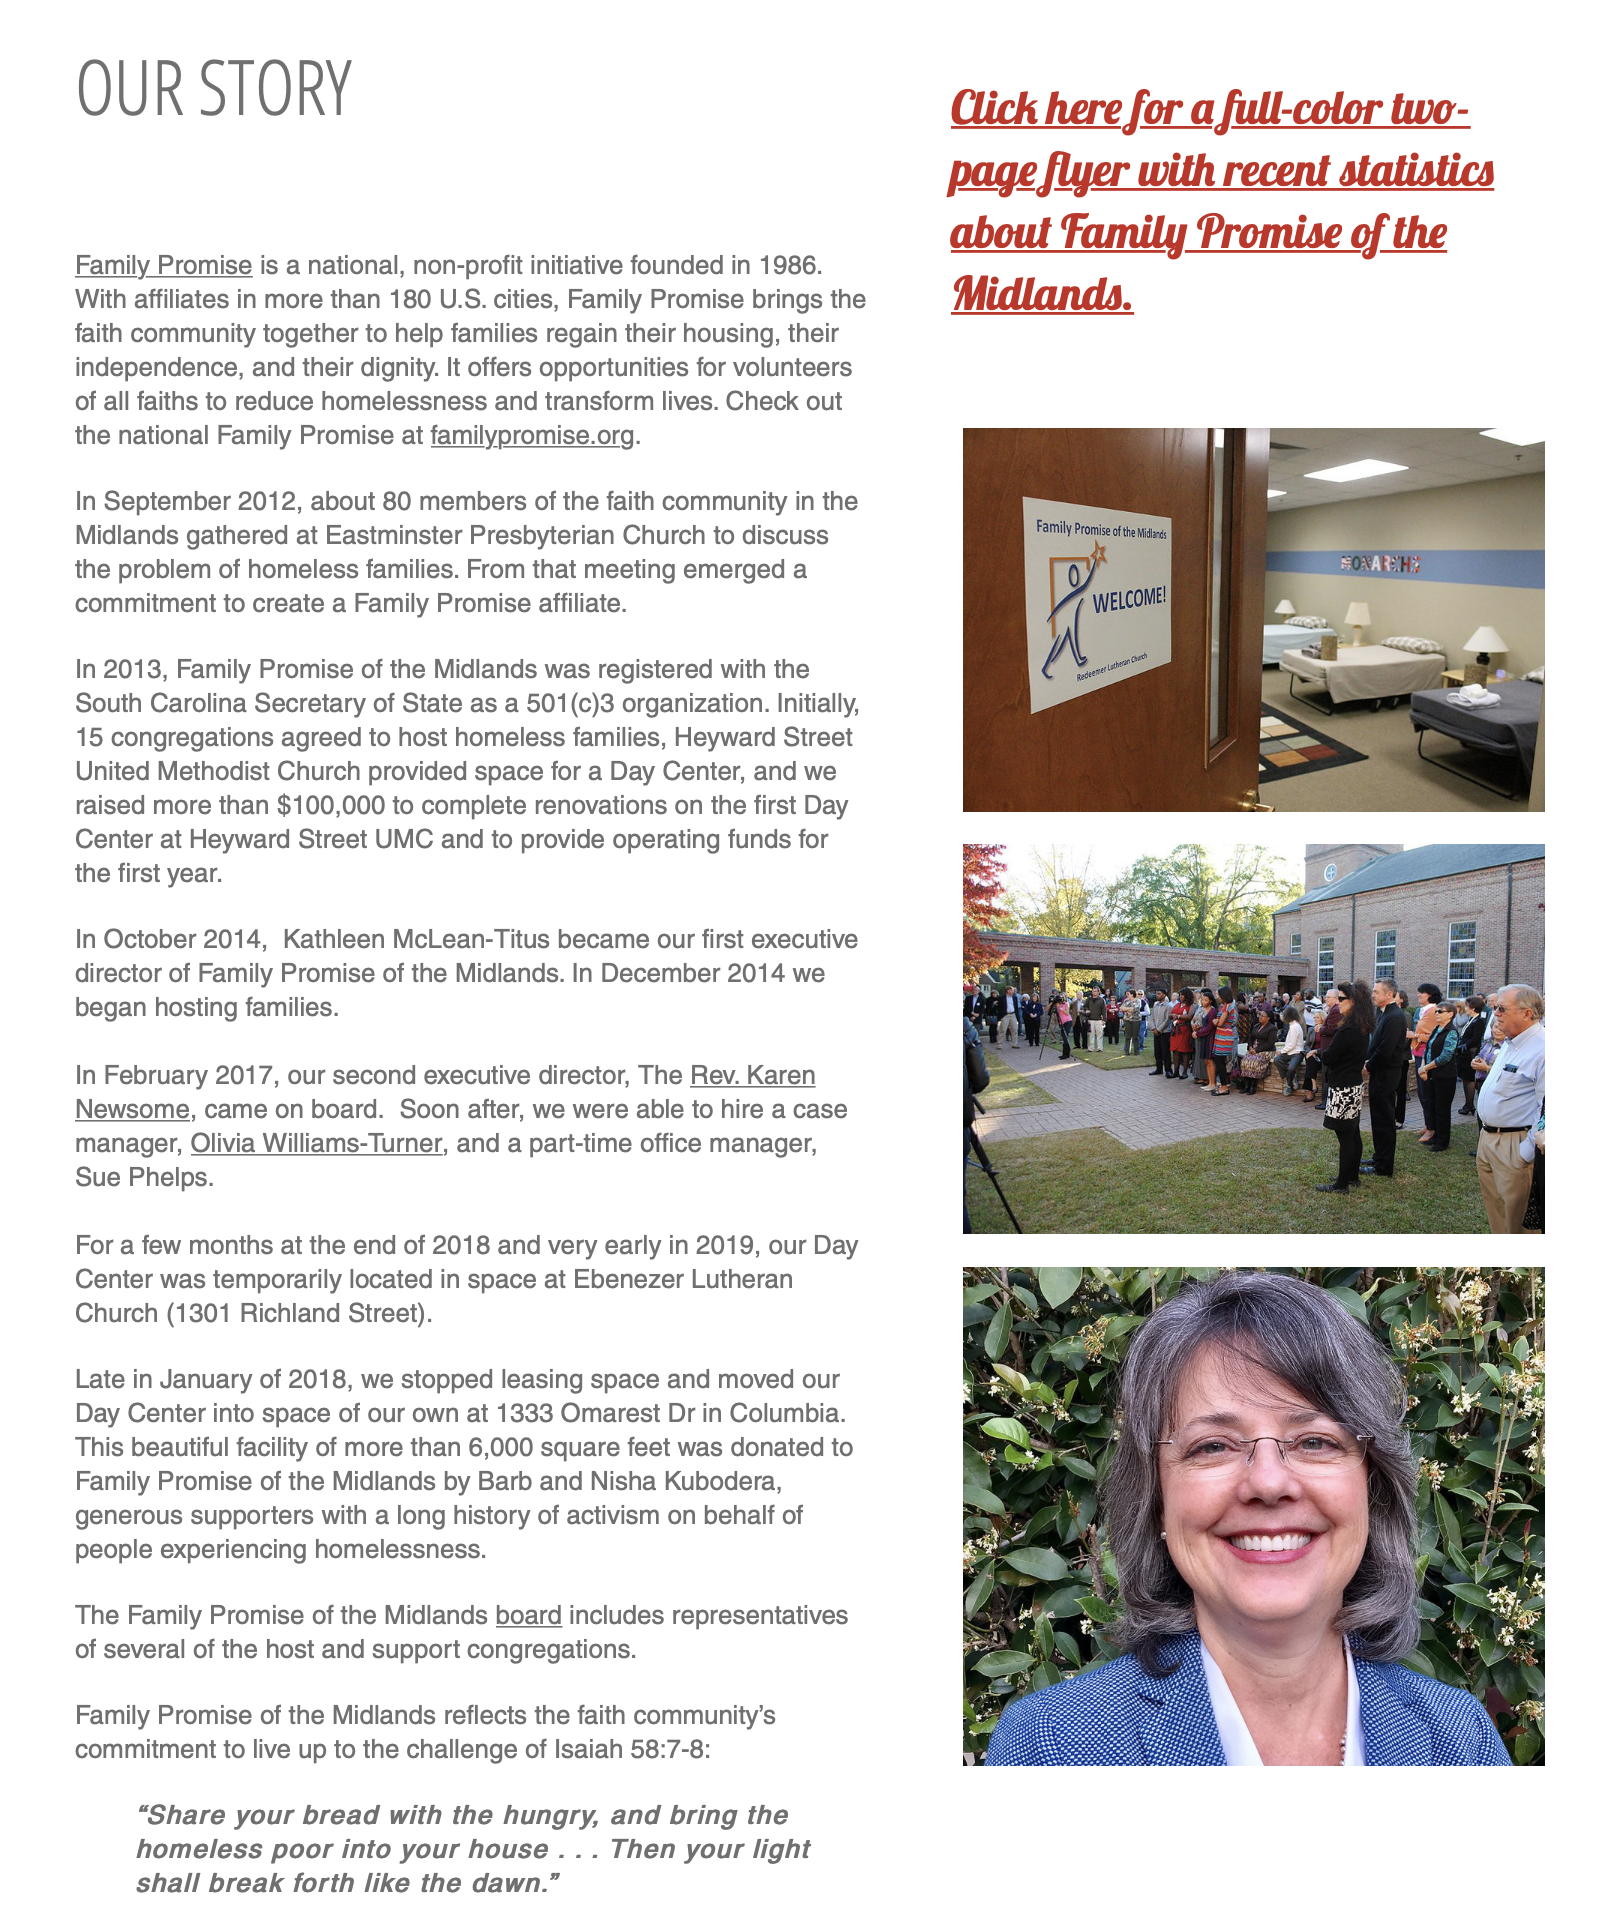 OUR STORY
Family Promise is a national, non-profit initiative founded in 1986.
With affiliates in more than 180 U.S. cities, Family Promise brings the
faith community together to help families regain their housing, their
independence, and their dignity. It offers opportunities for volunteers
of all faiths to reduce homelessness and transform lives. Check out
the national Family Promise at familypromise.org.
In September 2012, about 80 members of the faith community in the
Midlands gathered at Eastminster Presbyterian Church to discuss
the problem of homeless families. From that meeting emerged a
commitment to create a Family Promise affiliate.
In 2013, Family Promise of the Midlands was registered with the
South Carolina Secretary of State as a 501(c)3 organization. Initially,
15 congregations agreed to host homeless families, Heyward Street
United Methodist Church provided space for a Day Center, and we
raised more than $100,000 to complete renovations on the first Day
Center at Heyward Street UMC and to provide operating funds for
the first year.
In October 2014,  Kathleen McLean-Titus became our first executive
director of Family Promise of the Midlands. In December 2014 we
began hosting families.
In February 2017, our second executive director, The Rev. Karen
Newsome, came on board.  Soon after, we were able to hire a case
manager, Olivia Williams-Turner, and a part-time office manager,
Sue Phelps.
For a few months at the end of 2018 and very early in 2019, our Day
Center was temporarily located in space at Ebenezer Lutheran
Church (1301 Richland Street).
Late in January of 2018, we stopped leasing space and moved our
Day Center into space of our own at 1333 Omarest Dr in Columbia.
This beautiful facility of more than 6,000 square feet was donated to
Family Promise of the Midlands by Barb and Nisha Kubodera,
generous supporters with a long history of activism on behalf of
people experiencing homelessness.
The Family Promise of the Midlands board includes representatives
of several of the host and support congregations.
Family Promise of the Midlands reflects the faith community’s
commitment to live up to the challenge of Isaiah 58:7-8:
“Share your bread with the hungry, and bring the
homeless poor into your house . . . Then your light
shall break forth like the dawn.”
Click here for a full-color two-
page flyer with recent statistics
about Family Promise of the
Midlands.
Family Promise of the Midlands
WELCOME!
Redeemer Lutheran Church
MONARCHS